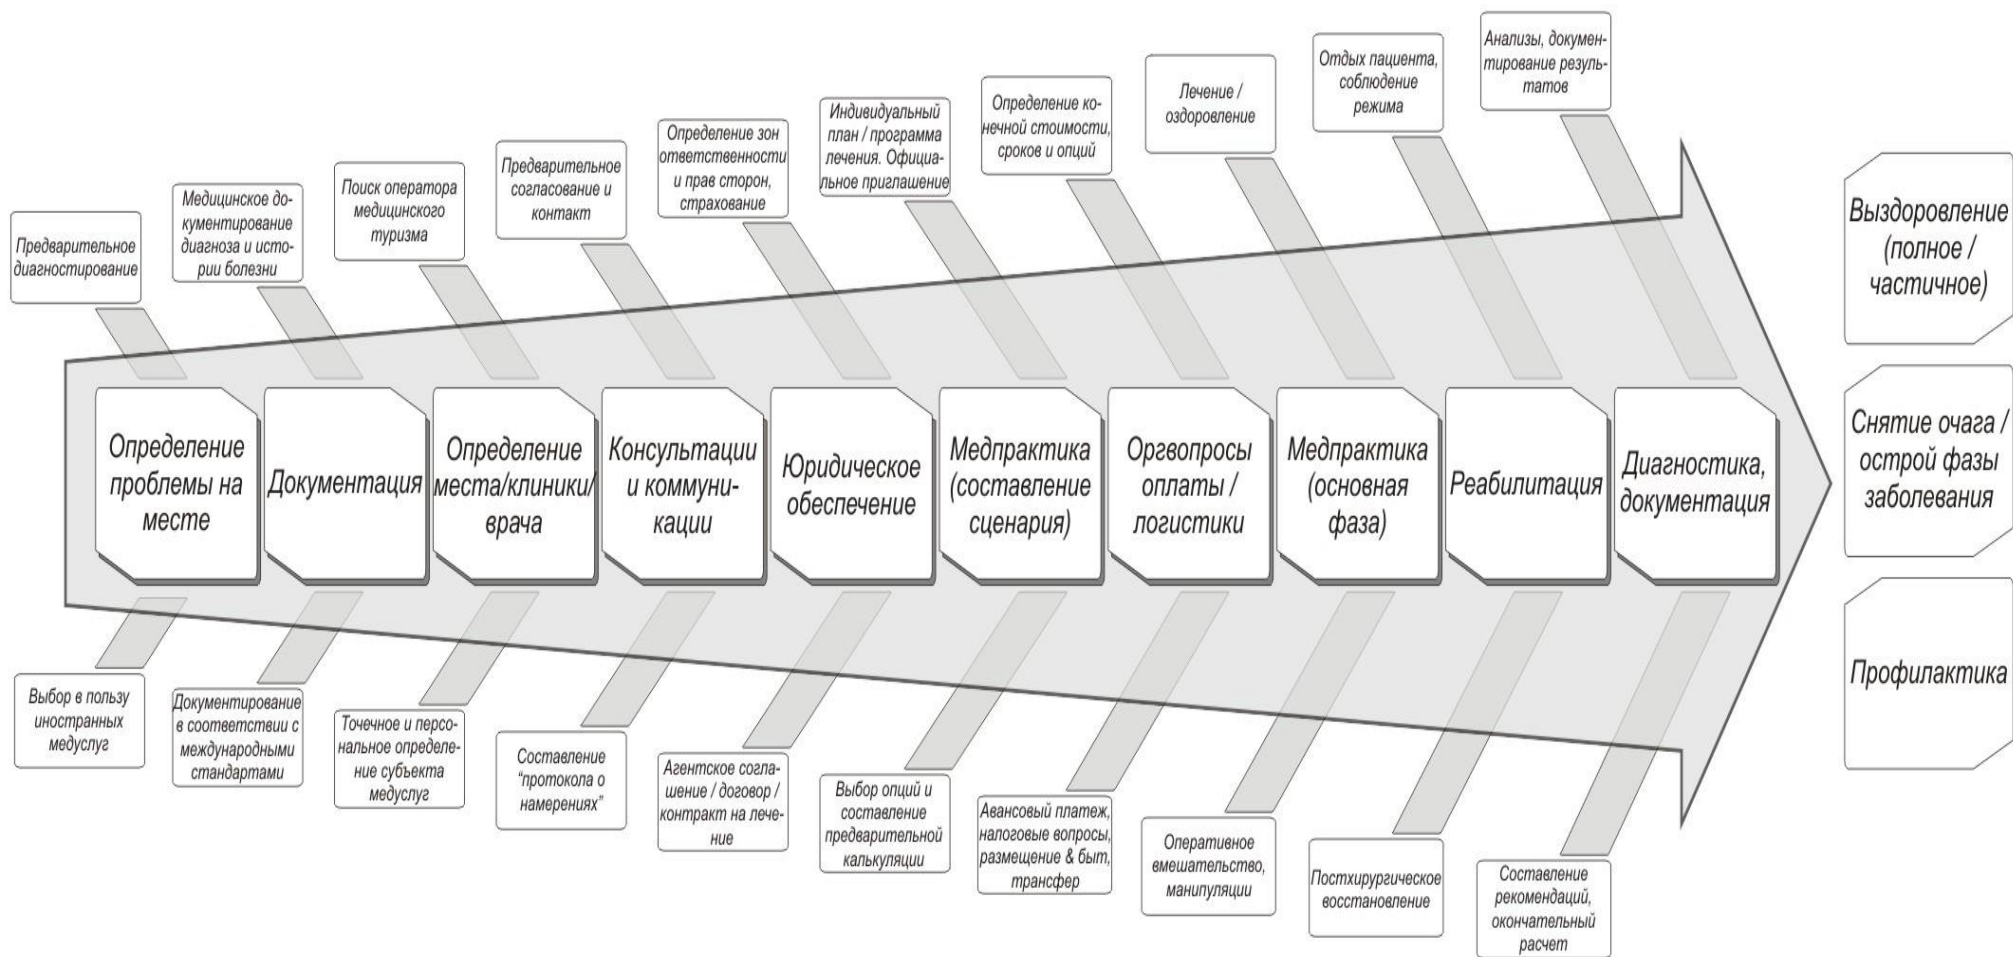 Предварительное
диагностирование
Медицинское до-
кументирование
диагноза и исто-
рии болезни
Поиск оператора
медицинского
туризма
Предварительное
согласование и
контакт
Определение зон
ответственности
и прав сторон,
страхование
Индивидуальный
план / программа
лечения. Официа-
льное приглашение
Определение ко-
нечной стоимости,
сроков и опций
Лечение /
оздоровление
Отдых пациента,
соблюдение
режима
Анализы, докумен-
тирование резуль-
татов
Определение
проблемы на
месте
Документация
Определение
места/клиники/
врача
Консультации
и коммуни-
кации
Юридическое
обеспечение
Медпрактика
(составление
сценария)
Оргвопросы
оплаты /
логистики
Медпрактика
(основная
фаза)
Реабилитация
Диагностика,
документация
Выздоровление
(полное /
частичное)
Снятие очага /
острой фазы
заболевания
Профилактика
Выбор в пользу
иностранных
медуслуг
Документирование
в соответствии с
международными
стандартами
Точечное и персо-
нальное определе-
ние субъекта
медуслуг
Составление
“протокола о
намерениях”
Агентское согла-
шение / договор /
контракт на лече-
ние
Выбор опций и
составление
предварительной
калькуляции
Авансовый платеж,
налоговые вопросы,
размещение & быт,
трансфер
Оперативное
вмешательство,
манипуляции
Постхирургическое
восстановление
Составление
рекомендаций,
окончательный
расчет